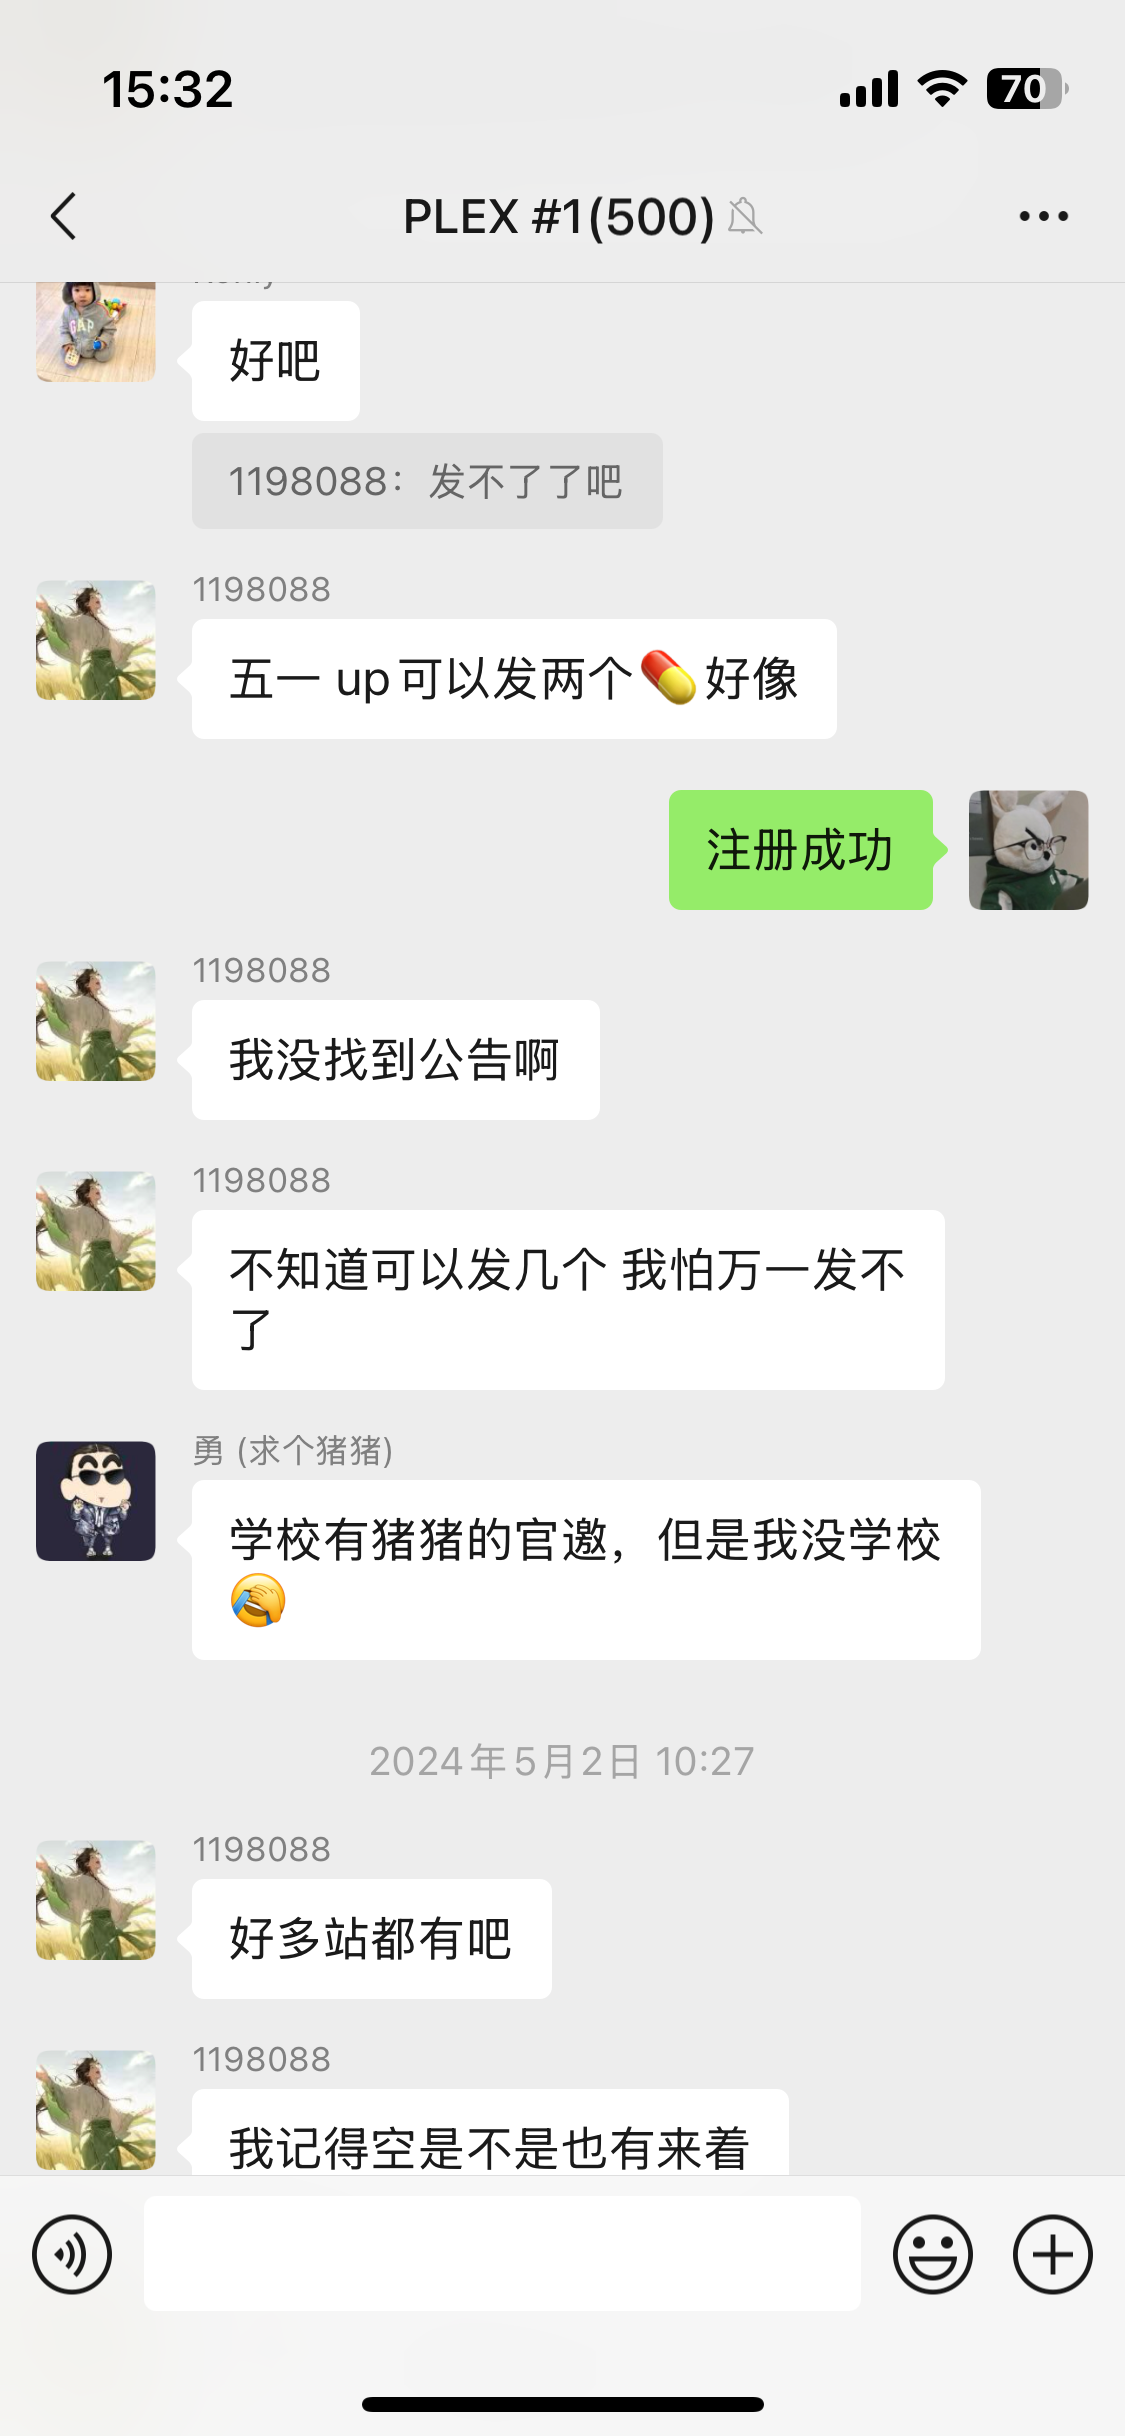 15:32
70
PLEX #1(500)
GAP
好吧
1198088：发不了了吧
1198088
五一 up可以发两个💊好像
注册成功
1198088
我没找到公告啊
1198088
不知道可以发几个 我怕万一发不
了
勇 (求个猪猪)
学校有猪猪的官邀，但是我没学校
🤣
2024年5月2日 10:27
1198088
好多站都有吧
1198088
我记得空是不是也有来着